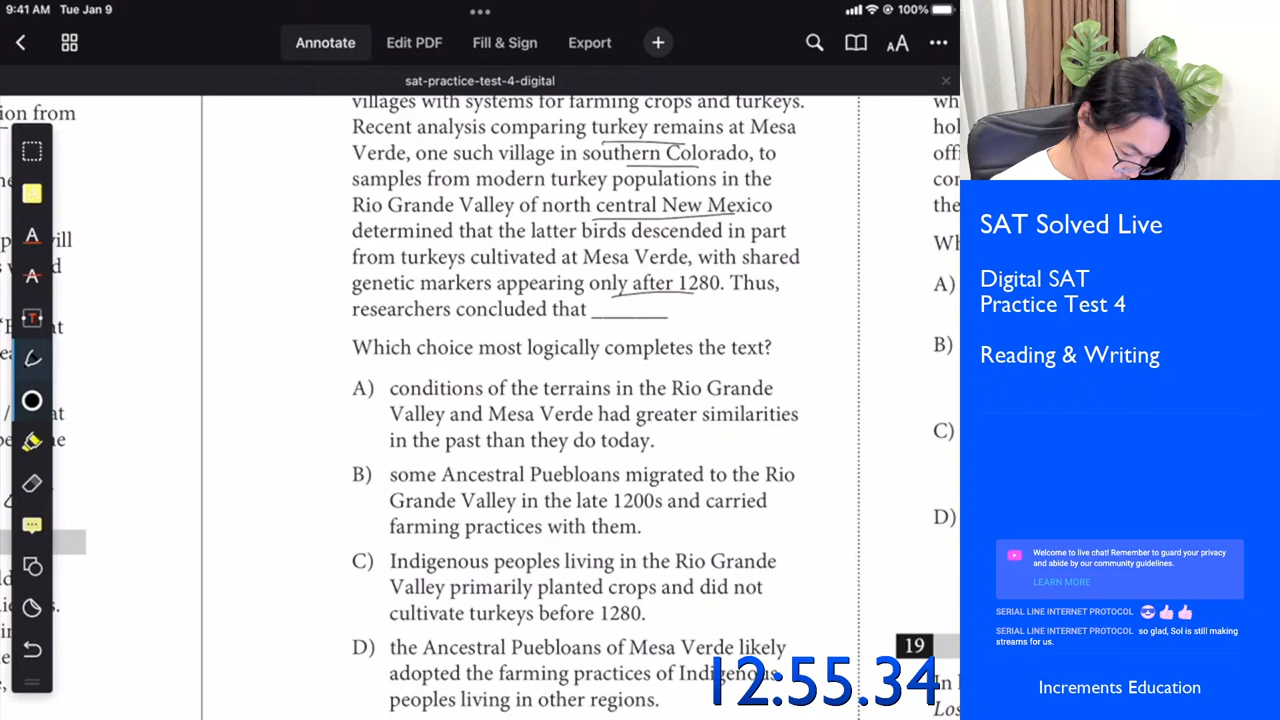 9:41 AM Tue Jan 9
100%
Annotate
Edit PDF
Fill & Sign
Export
sat-practice-test-4-digital
ion from
villages with systems for farming crops and turkeys.
Recent analysis comparing turkey remains at Mesa
Verde, one such village in southern Colorado, to
samples from modern turkey populations in the
Rio Grande Valley of north central New Mexico
determined that the latter birds descended in part
from turkeys cultivated at Mesa Verde, with shared
genetic markers appearing only after 1280. Thus,
researchers concluded that _______
Which choice most logically completes the text?
A) conditions of the terrains in the Rio Grande
Valley and Mesa Verde had greater similarities
in the past than they do today.
B) some Ancestral Puebloans migrated to the Rio
Grande Valley in the late 1200s and carried
farming practices with them.
C) Indigenous peoples living in the Rio Grande
Valley primarily planted crops and did not
cultivate turkeys before 1280.
D) the Ancestral Puebloans of Mesa Verde likely
adopted the farming practices of Indigenous
peoples living in other regions.
wh
hol
offi
con
the
Wh
A)
B)
C)
D)
19
In
Los
12:55.34
SAT Solved Live
Digital SAT
Practice Test 4
Reading & Writing
Welcome to live chat! Remember to guard your privacy
and abide by our community guidelines.
LEARN MORE
SERIAL LINE INTERNET PROTOCOL
SERIAL LINE INTERNET PROTOCOL so glad, Sol is still making
streams for us.
Increments Education